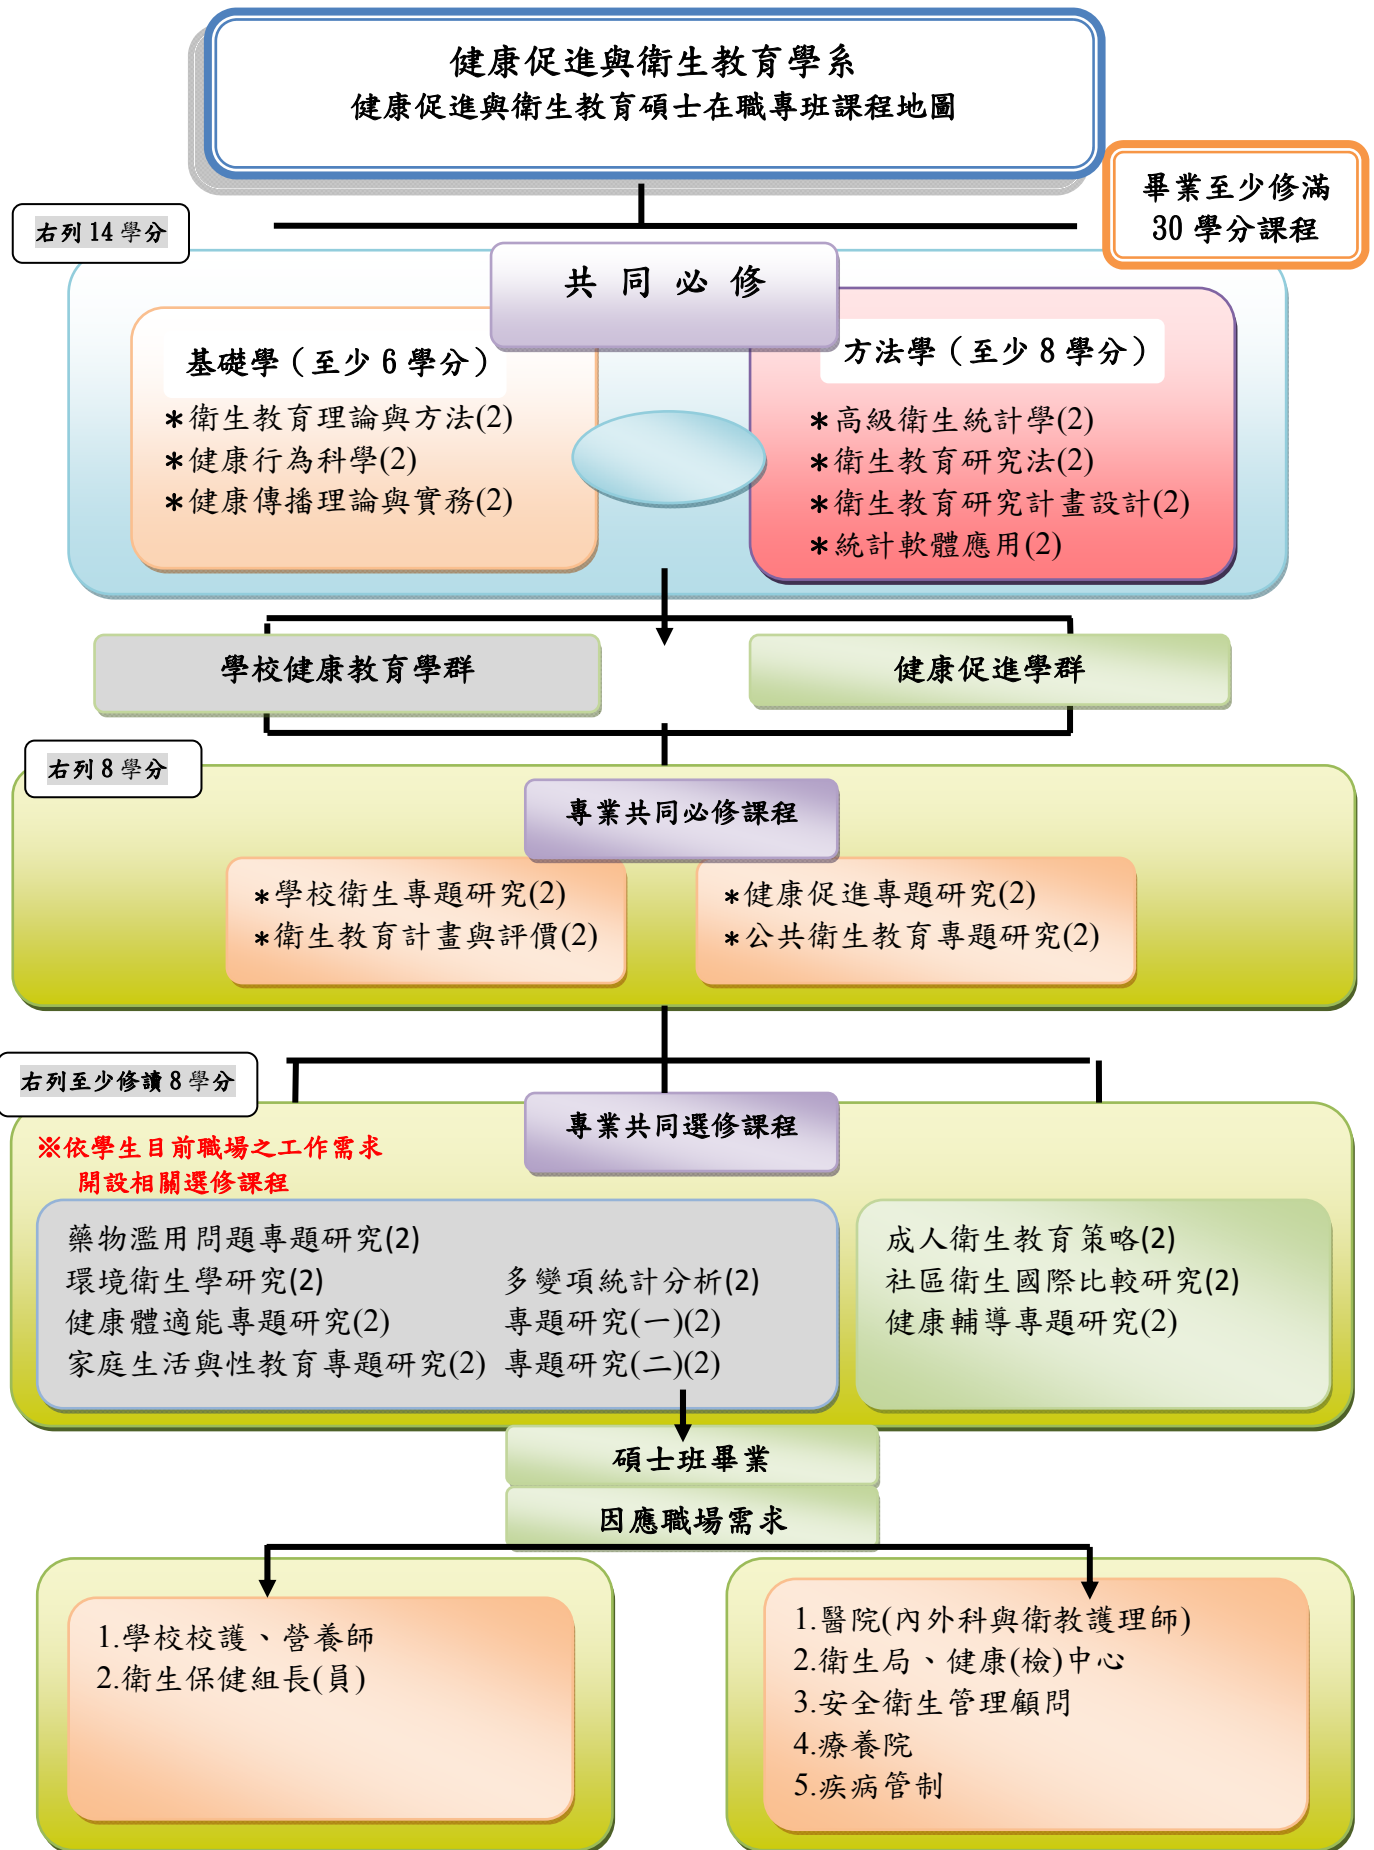 健康促進與衛生教育學系
健康促進與衛生教育碩士在職專班課程地圖
畢業至少修滿
30 學分課程
右列 14 學分
共 同 必 修
基礎學（至少 6 學分）
*衛生教育理論與方法(2)
*健康行為科學(2)
*健康傳播理論與實務(2)
方法學（至少 8 學分）
*高級衛生統計學(2)
*衛生教育研究法(2)
*衛生教育研究計畫設計(2)
*統計軟體應用(2)
學校健康教育學群
健康促進學群
右列 8 學分
專業共同必修課程
*學校衛生專題研究(2)
*衛生教育計畫與評價(2)
*健康促進專題研究(2)
*公共衛生教育專題研究(2)
右列至少修讀 8 學分
專業共同選修課程
※依學生目前職場之工作需求
開設相關選修課程
藥物濫用問題專題研究(2)
環境衛生學研究(2) 多變項統計分析(2)
健康體適能專題研究(2) 專題研究(一)(2)
家庭生活與性教育專題研究(2) 專題研究(二)(2)
成人衛生教育策略(2)
社區衛生國際比較研究(2)
健康輔導專題研究(2)
碩士班畢業
因應職場需求
1.學校校護、營養師
2.衛生保健組長(員)
1.醫院(內外科與衛教護理師)
2.衛生局、健康(檢)中心
3.安全衛生管理顧問
4.療養院
5.疾病管制